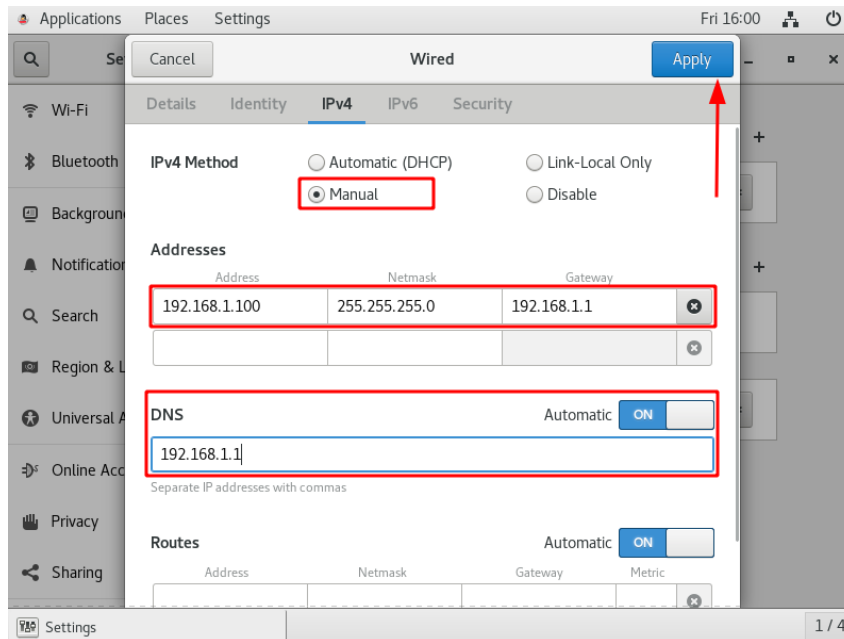 Applications Places Settings Fri 16:00
Se Cancel Wired Apply
Details Identity IPv4 IPv6 Security
Wi-Fi
Bluetooth
Background
Notification
Search
Region & L
Universal A
Online Acc
Privacy
Sharing
IPv4 Method Automatic (DHCP) Link-Local Only
Manual Disable
Addresses
Address Netmask Gateway
192.168.1.100 255.255.255.0 192.168.1.1
DNS Automatic ON
192.168.1.1
Separate IP addresses with commas
Routes Automatic ON
Address Netmask Gateway Metric
Settings 1 / 4